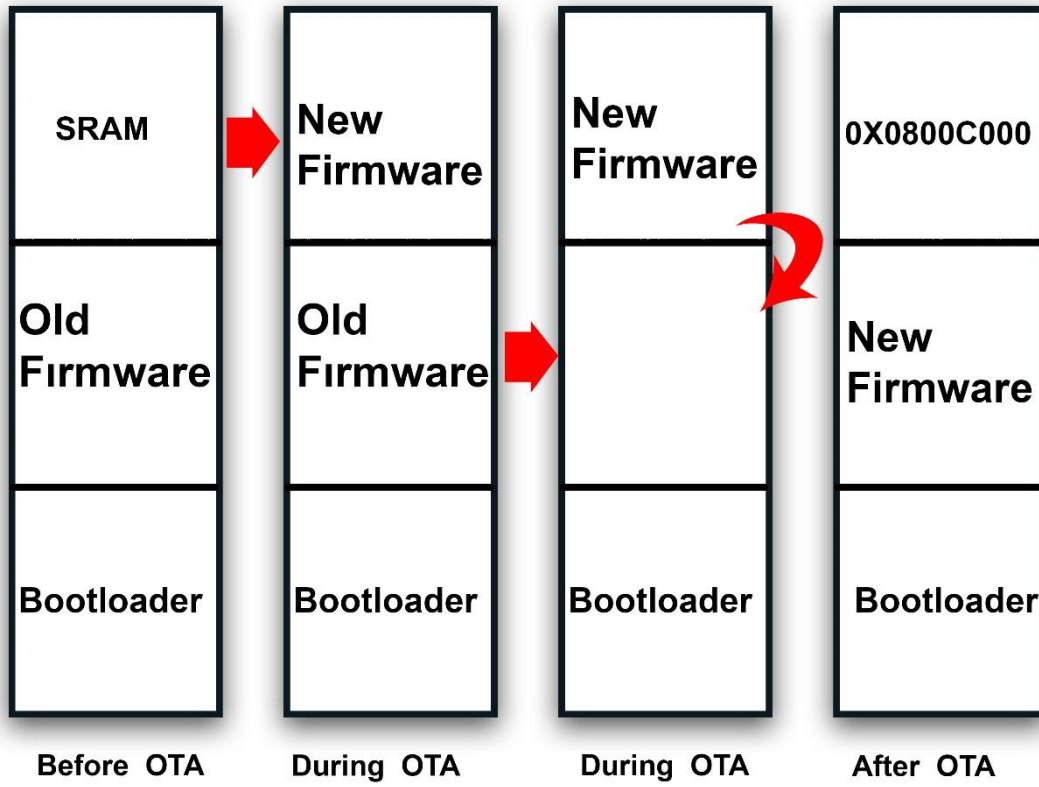 SRAM
New
Firmware
New
Firmware
0X0800C000
Old
Fırmware
Old
Fırmware
New
Firmware
Bootloader
Bootloader
Bootloader
Bootloader
Before OTA
During OTA
During OTA
After OTA